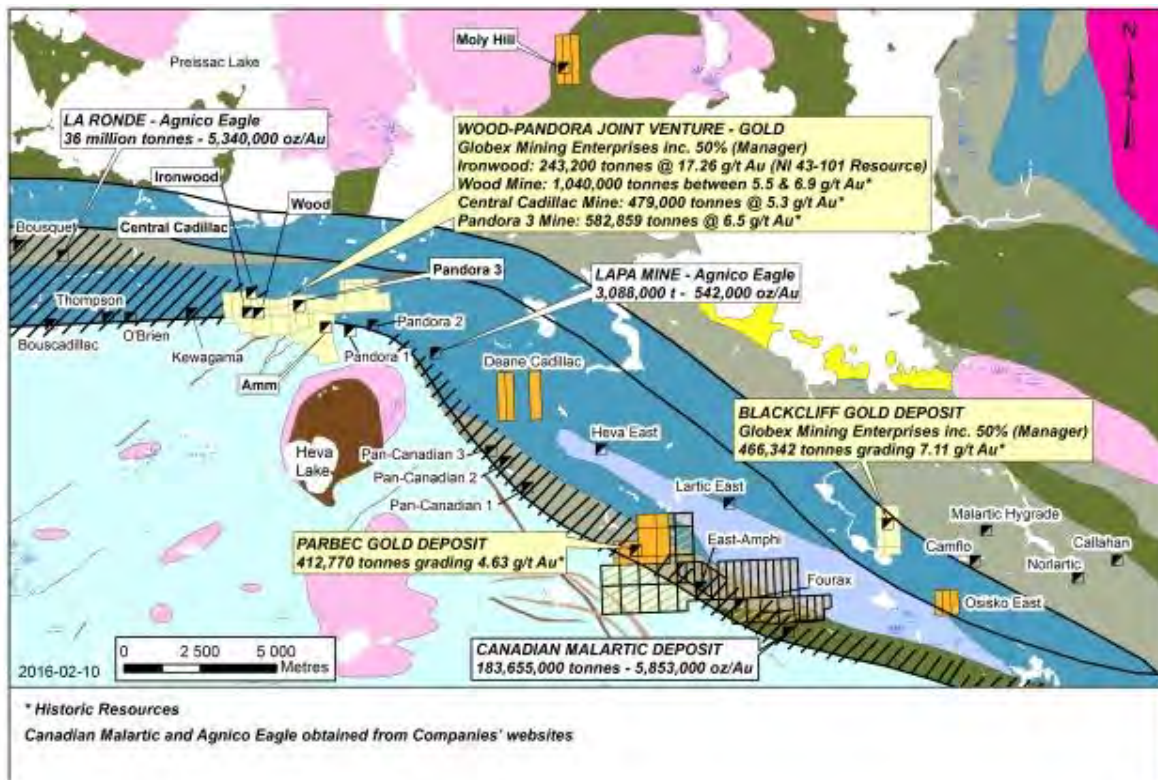 Moly Hill
Preissac Lake
N
LA RONDE - Agnico Eagle
36 million tonnes - 5,340,000 oz/Au
WOOD-PANDORA JOINT VENTURE - GOLD
Globex Mining Enterprises inc. 50% (Manager)
Ironwood: 243,200 tonnes @ 17.26 g/t Au (NI 43-101 Resource)
Wood Mine: 1,040,000 tonnes between 5.5 & 6.9 g/t Au*
Central Cadillac Mine: 479,000 tonnes @ 5.3 g/t Au*
Pandora 3 Mine: 582,859 tonnes @ 6.5 g/t Au*
Ironwood
Wood
Bousquet
Central Cadillac
Pandora 3
LAPA MINE - Agnico Eagle
3,088,000 t - 542,000 oz/Au
Thompson
O'Brien
Bouscadillac
Kewagama
Pandora 2
Pandora 1
Amm
Deane Cadillac
BLACKCLIFF GOLD DEPOSIT
Globex Mining Enterprises inc. 50% (Manager)
466,342 tonnes grading 7.11 g/t Au*
Heva East
Heva
Lake
Pan-Canadian 3
Pan-Canadian 2
Pan-Canadian 1
Lartic East
Malartic Hygrade
PARBEC GOLD DEPOSIT
412,770 tonnes grading 4.63 g/t Au*
East-Amphi
Camflo
Callahan
Norlartic
Fourax
Osisko East
CANADIAN MALARTIC DEPOSIT
183,655,000 tonnes - 5,853,000 oz/Au
0 2 500 5 000
Metres
2016-02-10
* Historic Resources
Canadian Malartic and Agnico Eagle obtained from Companies' websites